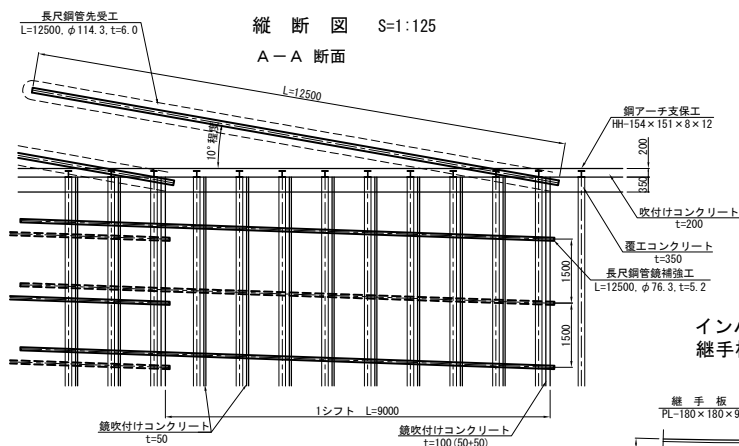 縦断図 S=1:125
A-A 断面
長尺鋼管先受工
L=12500, φ114.3, t=6.0
L=12500
10°程度
鋼アーチ支保工
HH-154×151×8×12
200
350
吹付けコンクリート
t=200
覆工コンクリート
t=350
長尺鋼管鏡補強工
L=12500, φ76.3, t=5.2
1500
1500
1シフト L=9000
鏡吹付けコンクリート
t=50
鏡吹付けコンクリート
t=100(50+50)
イン
継手
継手板
PL-180×180×9